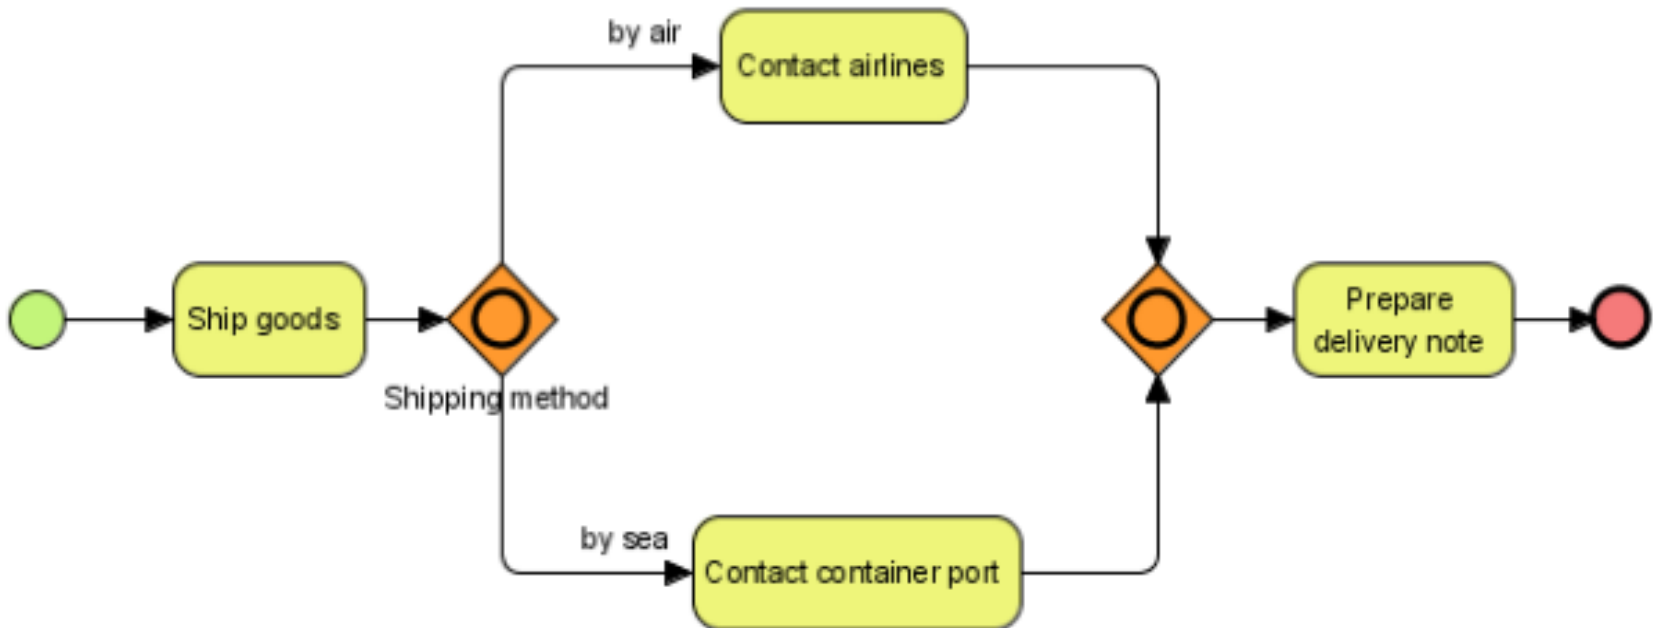 by air
Contact airlines
Ship goods
Shipping method
Prepare
delivery note
by sea
Contact container port